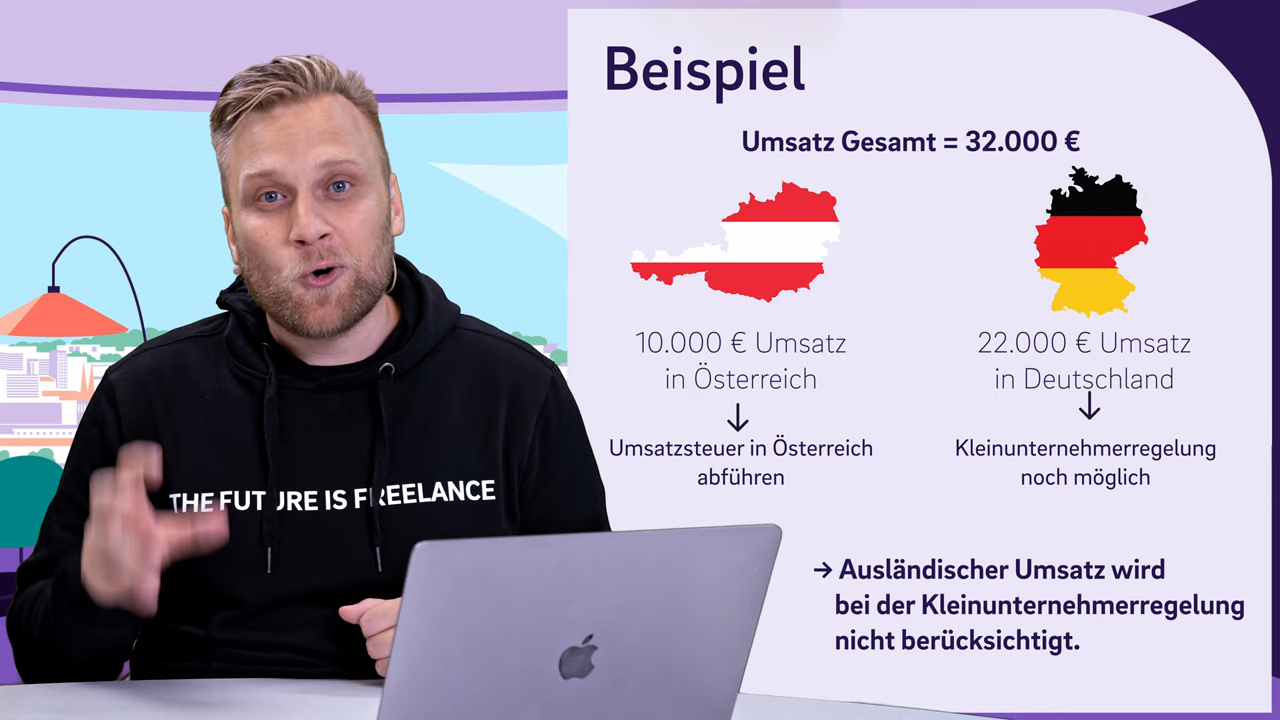 Beispiel
Umsatz Gesamt = 32.000 €
10.000 € Umsatz
in Österreich
↓
Umsatzsteuer in Österreich
abführen
22.000 € Umsatz
in Deutschland
↓
Kleinunternehmerregelung
noch möglich
→ Ausländischer Umsatz wird
bei der Kleinunternehmerregelung
nicht berücksichtigt.
THE FUTURE IS FREELANCE